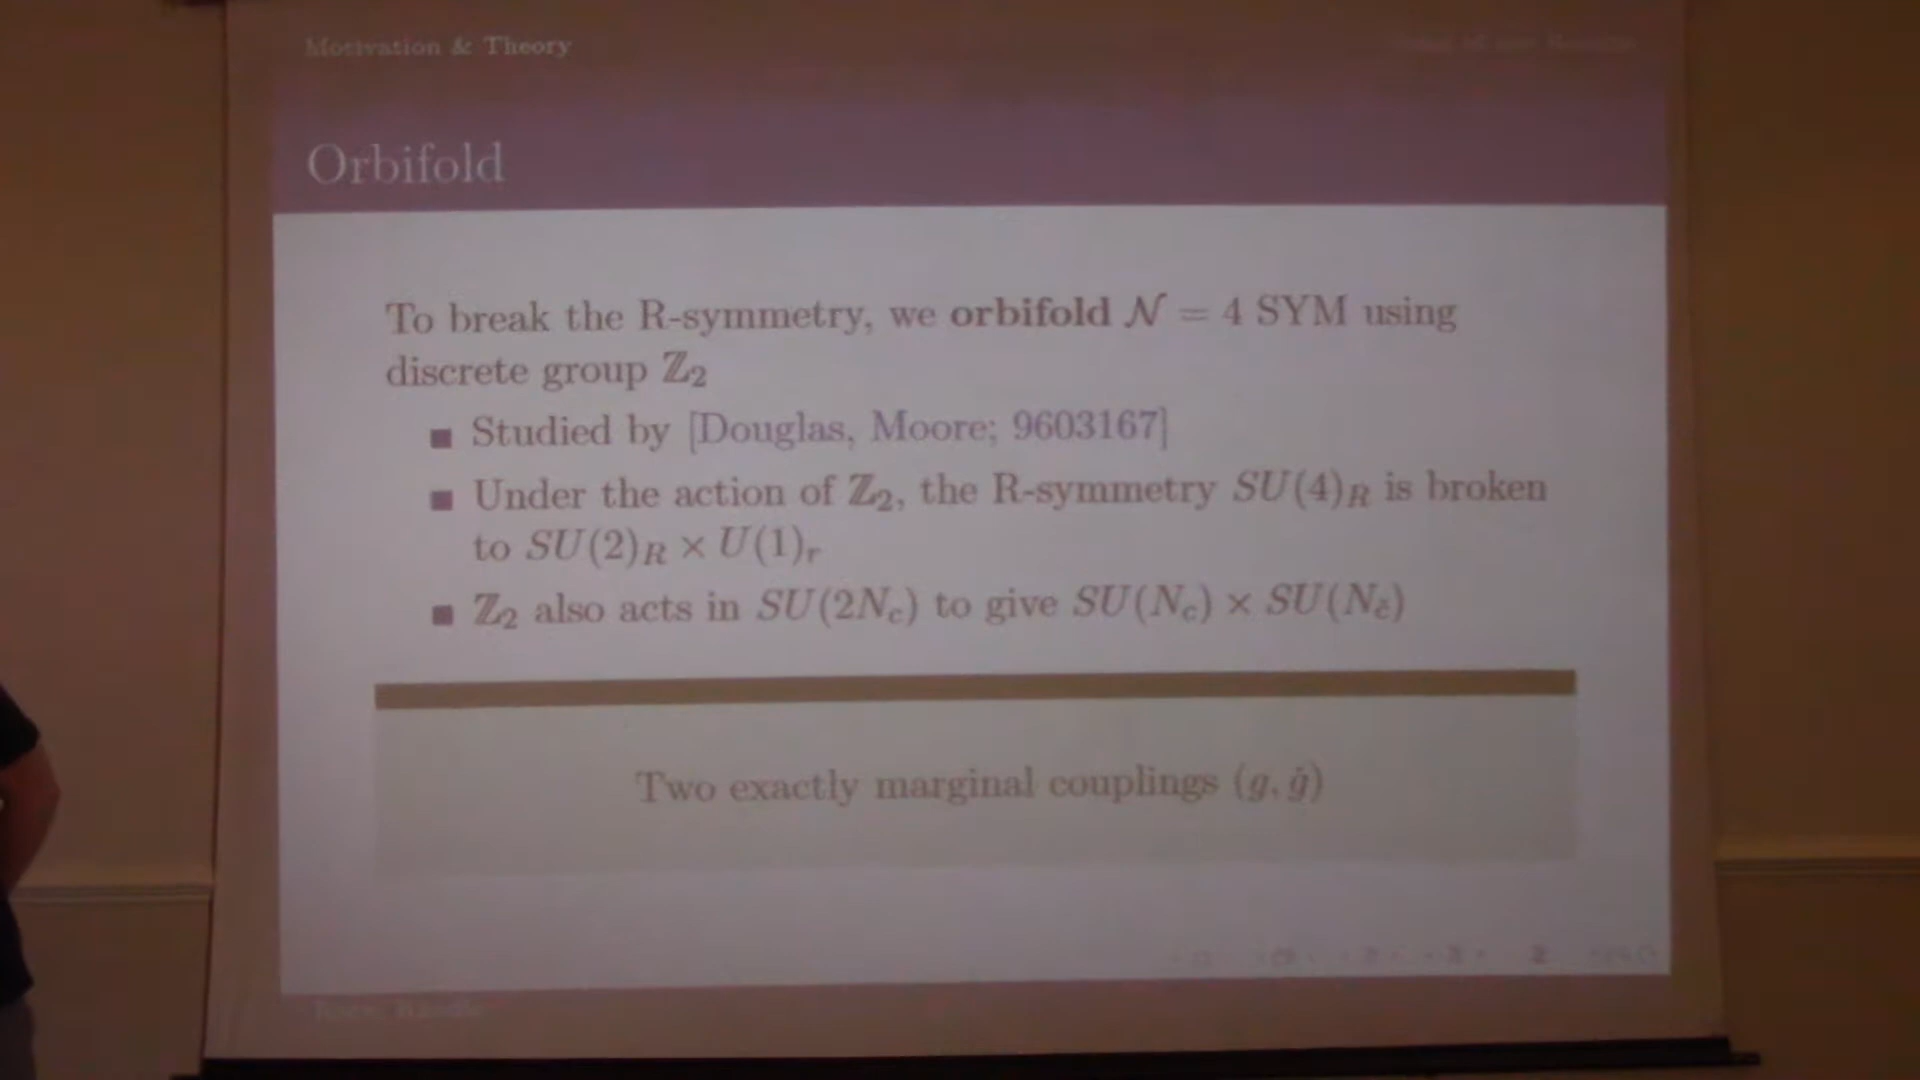 Motivation & Theory
Orbifold
To break the R-symmetry, we orbifold 𝒩 = 4 SYM using
discrete group ℤ₂
Studied by [Douglas, Moore; 9603167]
Under the action of ℤ₂, the R-symmetry SU(4)_R is broken
to SU(2)_R × U(1)_r
ℤ₂ also acts in SU(2N_c) to give SU(N_c) × SU(N_č)
Two exactly marginal couplings (g, ǧ)